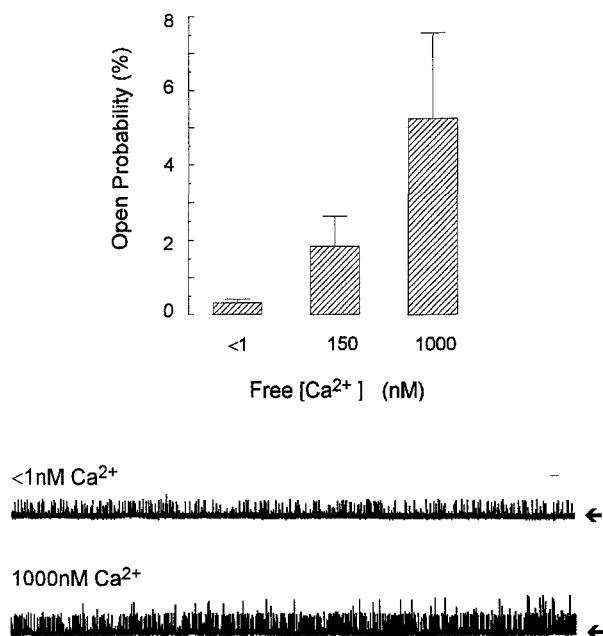 8
6
4
2
0
Open Probability (%)
<1 150 1000
Free [Ca²⁺ ] (nM)
<1nM Ca²⁺
1000nM Ca²⁺